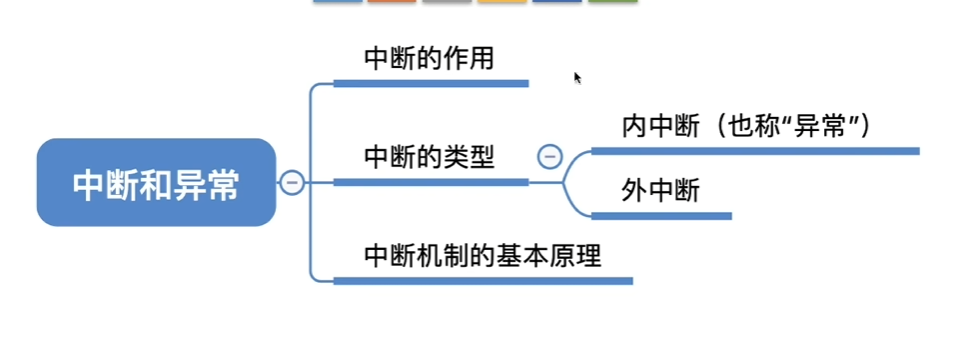 中断的作用
内中断（也称“异常”）
中断的类型
中断和异常
外中断
中断机制的基本原理